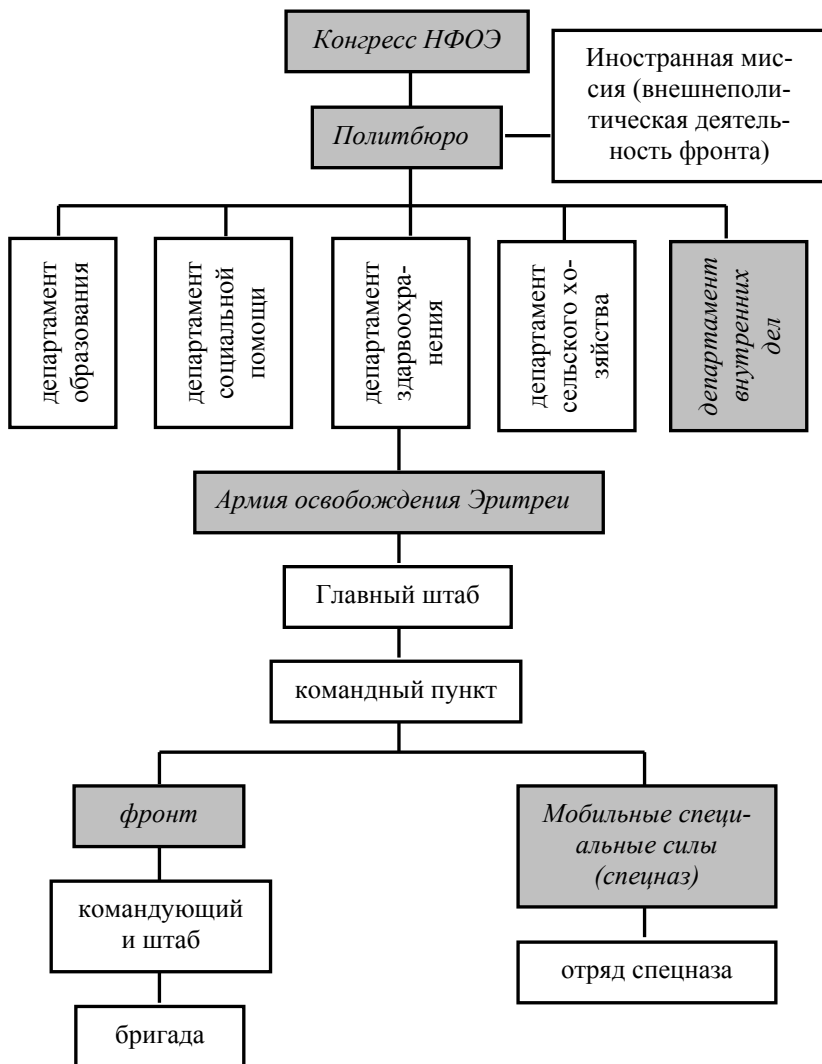 Конгресс НФОЭ
Иностранная мис-
сия (внешнеполи-
тическая деятель-
ность фронта)
Политбюро
департамент
образования
департамент
социальной
помощи
департамент
здарвоохра-
нения
департамент
сельского хо-
зяйства
департамент
внутренних
дел
Армия освобождения Эритреи
Главный штаб
командный пункт
фронт
Мобильные специ-
альные силы
(спецназ)
командующий
и штаб
отряд спецназа
бригада